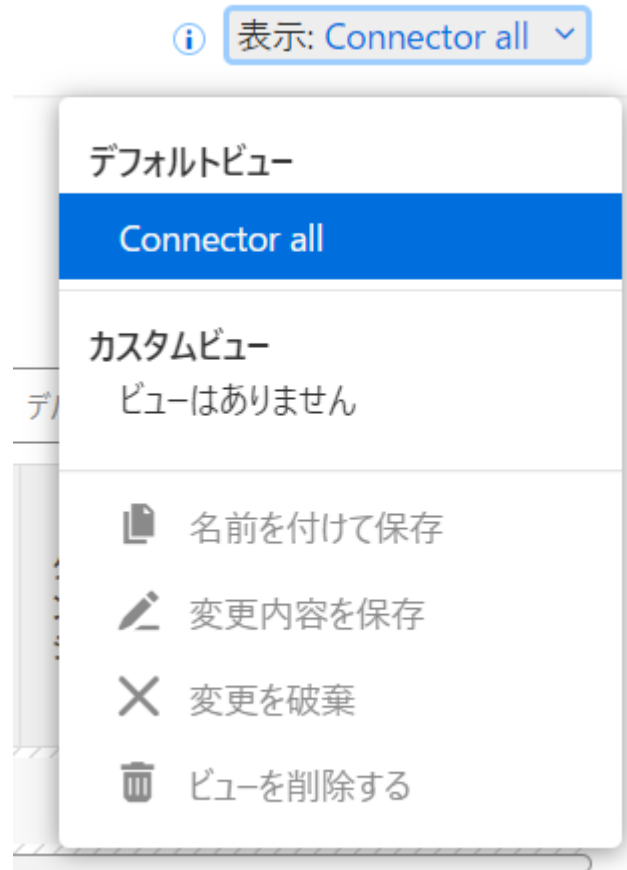 表示: Connector all
デフォルトビュー
Connector all
カスタムビュー
ビューはありません
名前を付けて保存
変更内容を保存
変更を破棄
ビューを削除する